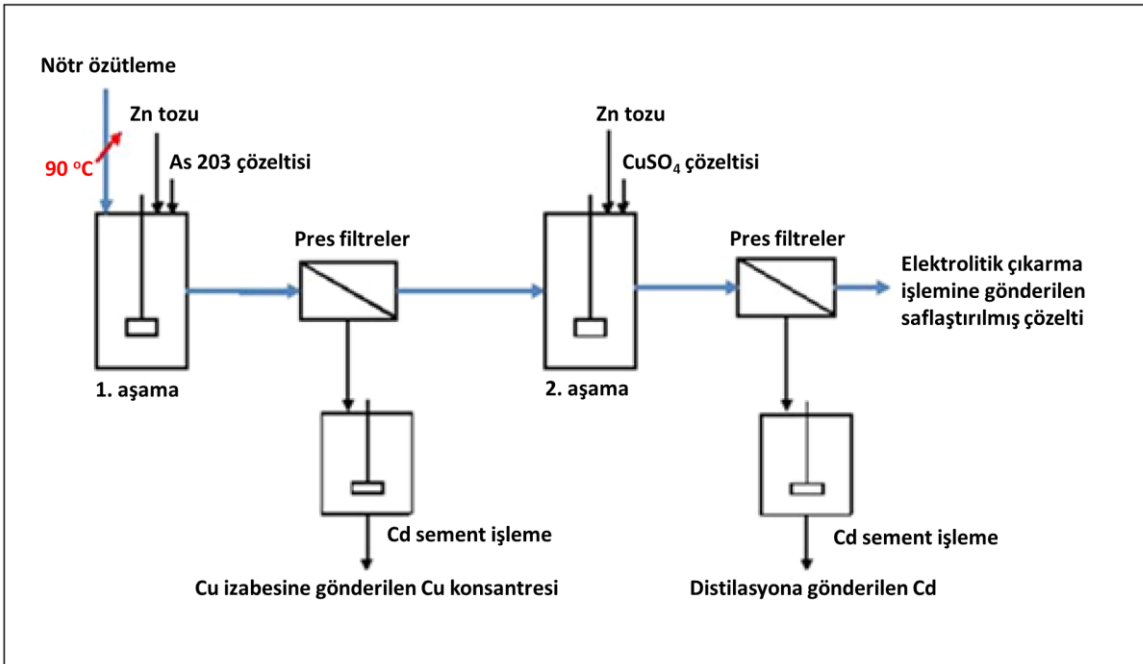 Nötr özütleme
Zn tozu
90 °C
As 203 çözeltisi
Zn tozu
CuSO₄ çözeltisi
Pres filtreler
Pres filtreler
Elektrolitik çıkarma
işlemine gönderilen
saflaştırılmış çözelti
1. aşama
2. aşama
Cd sement işleme
Cd sement işleme
Cu izabesine gönderilen Cu konsantresi
Distilasyona gönderilen Cd